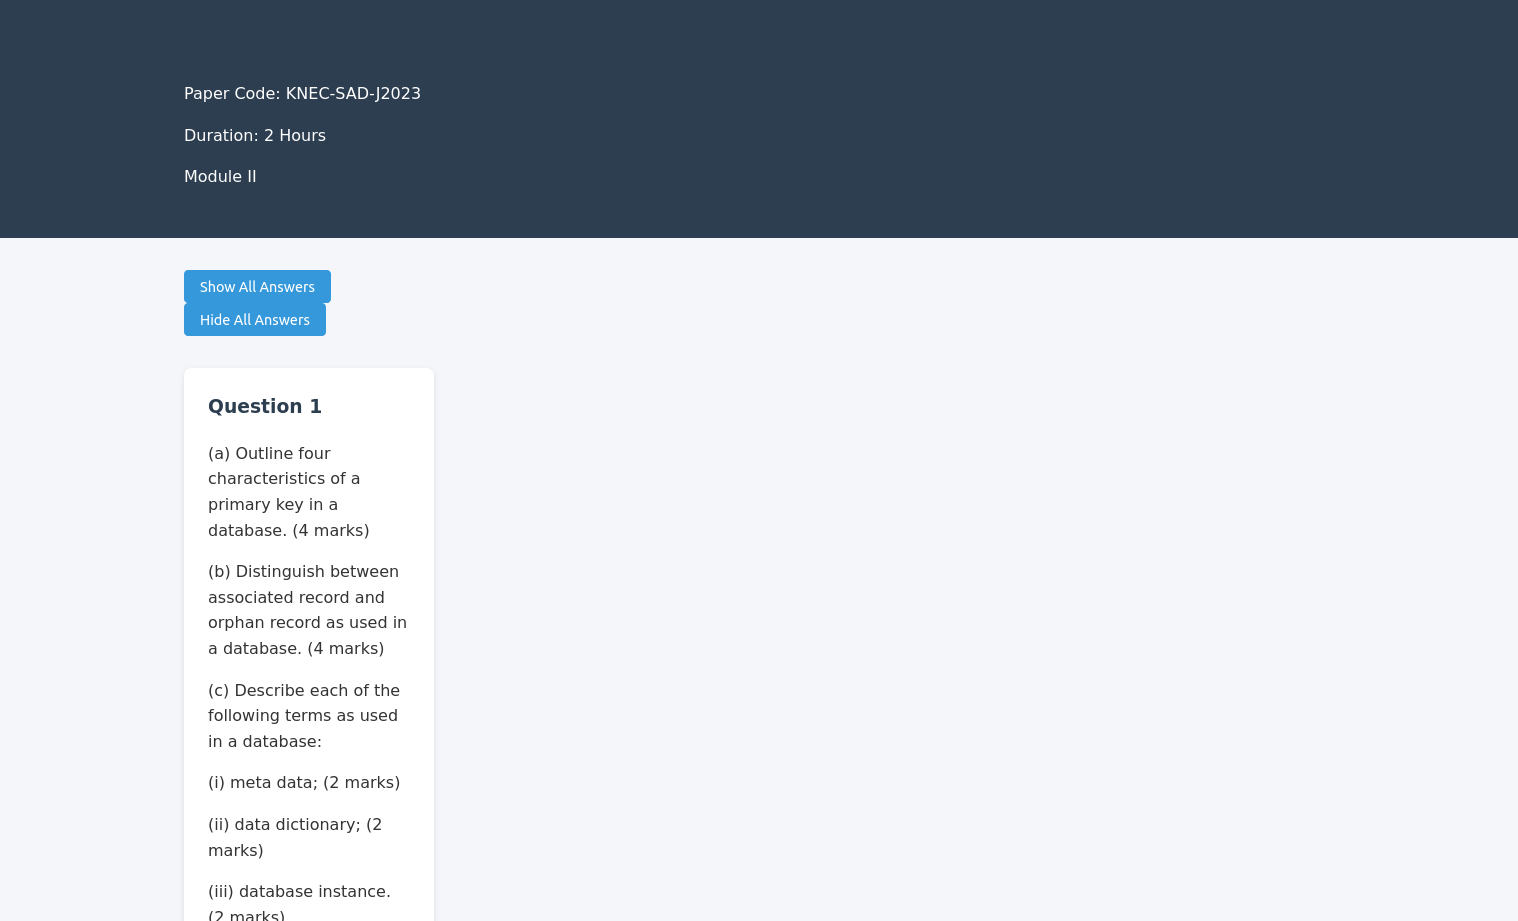 Paper Code: KNEC-SAD-J2023
Duration: 2 Hours
Module II
Show All Answers
Hide All Answers
Question 1
(a) Outline four
characteristics of a
primary key in a
database. (4 marks)
(b) Distinguish between
associated record and
orphan record as used in
a database. (4 marks)
(c) Describe each of the
following terms as used
in a database:
(i) meta data; (2 marks)
(ii) data dictionary; (2
marks)
(iii) database instance.
(2 marks)